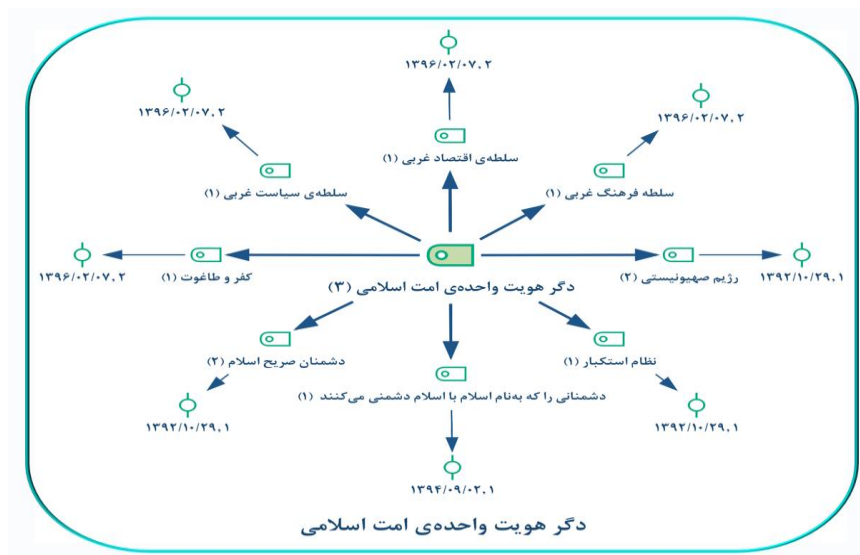 ۱۳۹۶/۰۲/۰۷.۲
۱۳۹۶/۰۲/۰۷.۲
۱۳۹۶/۰۲/۰۷.۲
سلطه‌ی اقتصاد غربی (۱)
سلطه فرهنگ غربی (۱)
سلطه‌ی سیاست غربی (۱)
۱۳۹۲/۱۰/۲۹.۱
رژیم صهیونیستی (۲)
کفر و طاغوت (۱)
۱۳۹۶/۰۲/۰۷.۲
دگر هویت واحده‌ی امت اسلامی (۳)
نظام استکبار (۱)
دشمنان صریح اسلام (۲)
دشمنانی را که به‌نام اسلام با اسلام دشمنی می‌کنند (۱)
۱۳۹۲/۱۰/۲۹.۱
۱۳۹۲/۱۰/۲۹.۱
۱۳۹۴/۰۹/۰۲.۱
دگر هویت واحده‌ی امت اسلامی